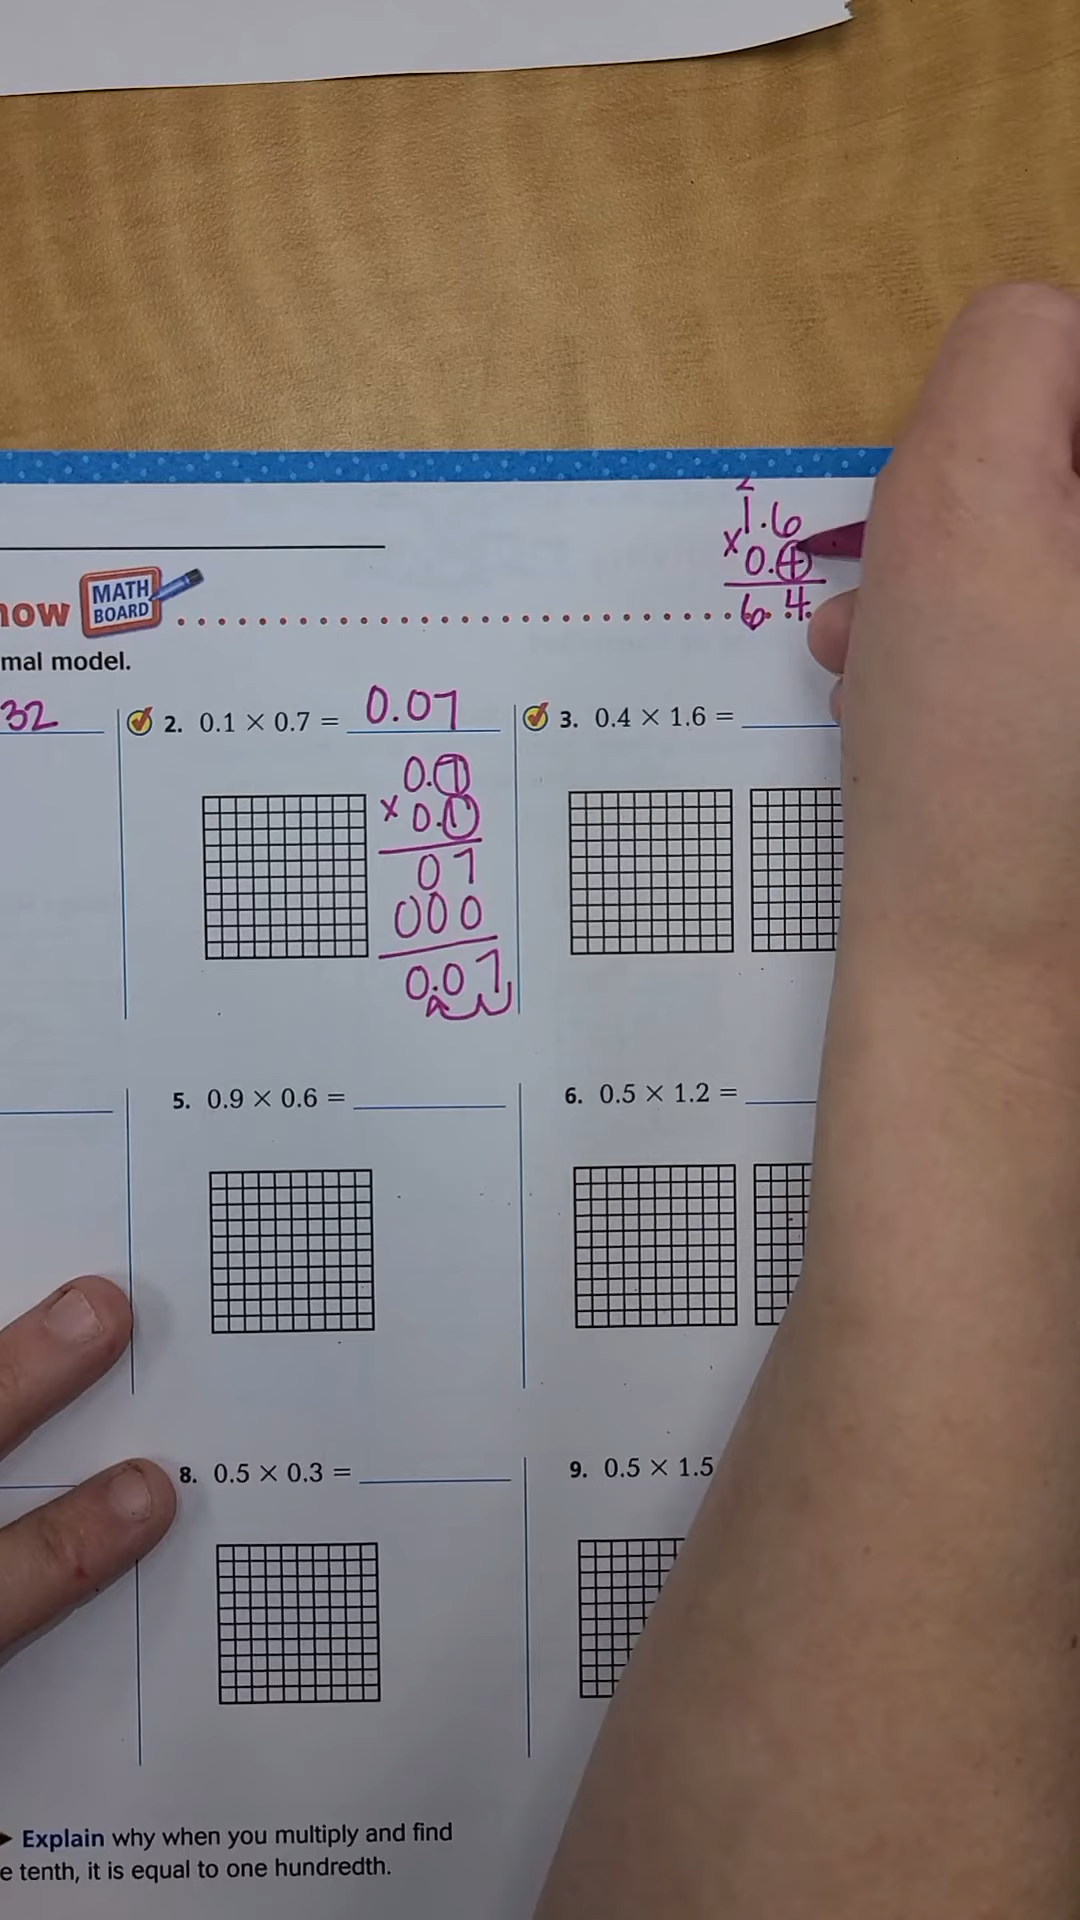 2
1.6
× 0.4
6 4
now MATH BOARD
mal model.
32
2. 0.1 × 0.7 = 0.07
0.7
× 0.1
07
000
0.07
3. 0.4 × 1.6 =
5. 0.9 × 0.6 =
6. 0.5 × 1.2 =
8. 0.5 × 0.3 =
9. 0.5 × 1.5
Explain why when you multiply and find
e tenth, it is equal to one hundredth.